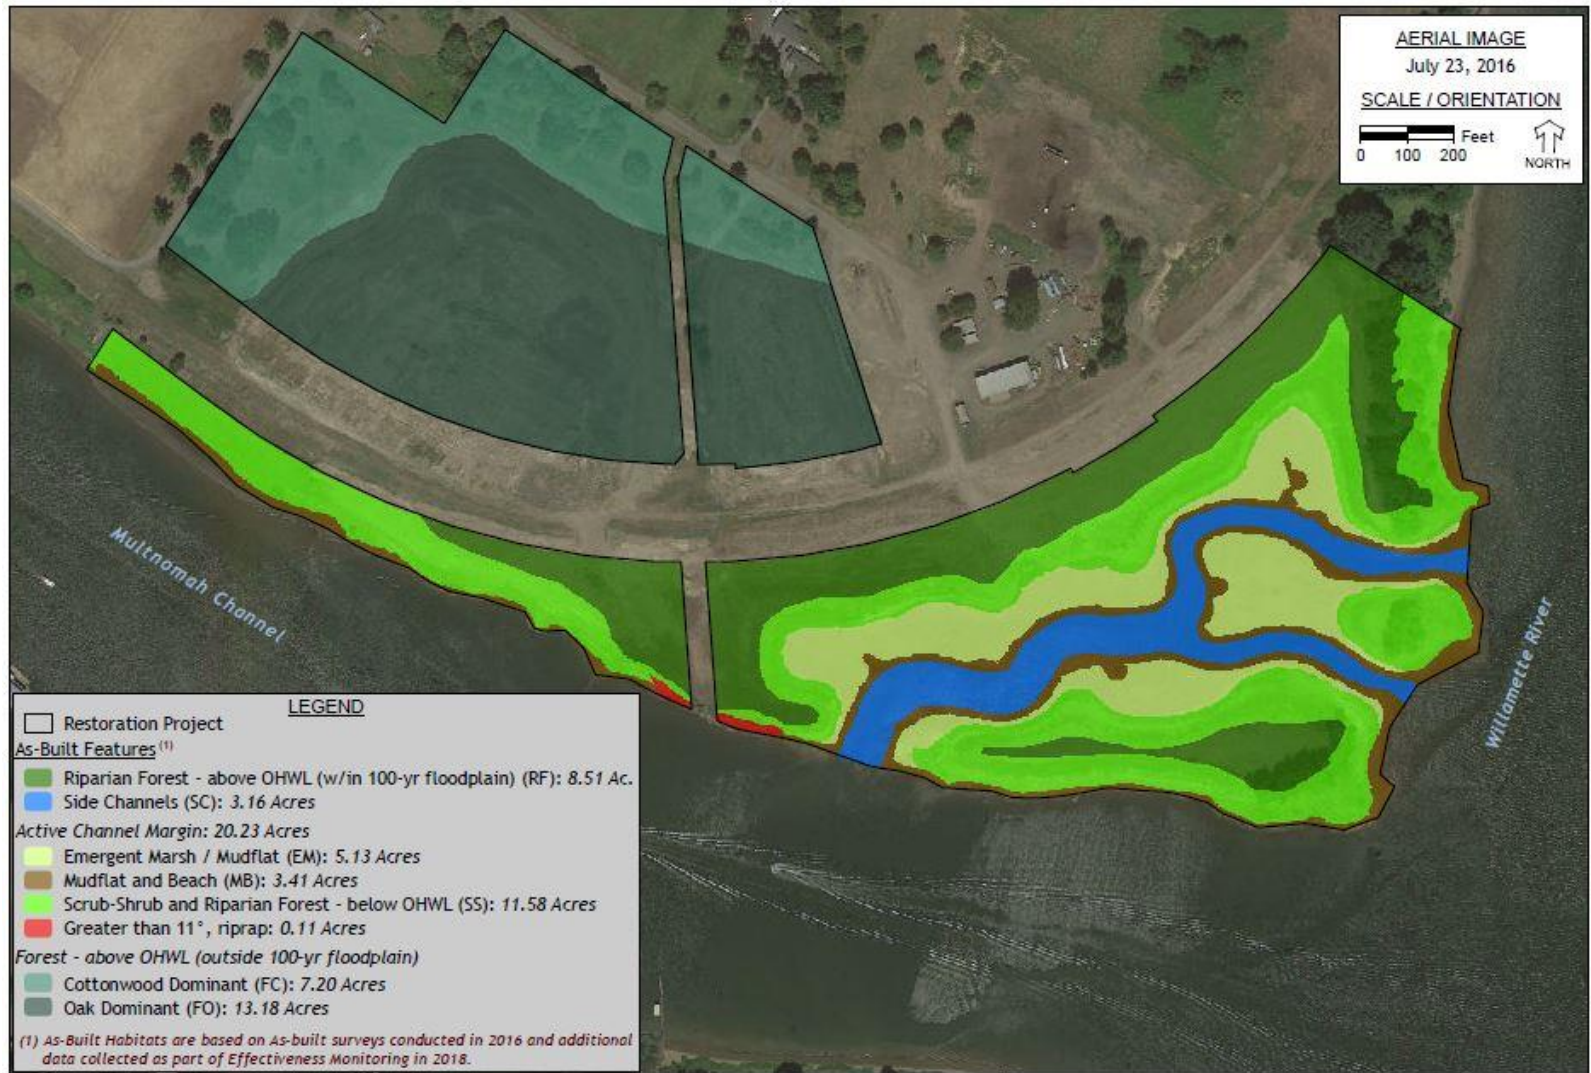 AERIAL IMAGE
July 23, 2016
SCALE / ORIENTATION
Feet
0 100 200
NORTH
Multnomah Channel
Willamette River
LEGEND
Restoration Project
As-Built Features (1)
Riparian Forest - above OHWL (w/in 100-yr floodplain) (RF): 8.51 Ac.
Side Channels (SC): 3.16 Acres
Active Channel Margin: 20.23 Acres
Emergent Marsh / Mudflat (EM): 5.13 Acres
Mudflat and Beach (MB): 3.41 Acres
Scrub-Shrub and Riparian Forest - below OHWL (SS): 11.58 Acres
Greater than 11°, riprap: 0.11 Acres
Forest - above OHWL (outside 100-yr floodplain)
Cottonwood Dominant (FC): 7.20 Acres
Oak Dominant (FO): 13.18 Acres
(1) As-Built Habitats are based on As-built surveys conducted in 2016 and additional
data collected as part of Effectiveness Monitoring in 2018.